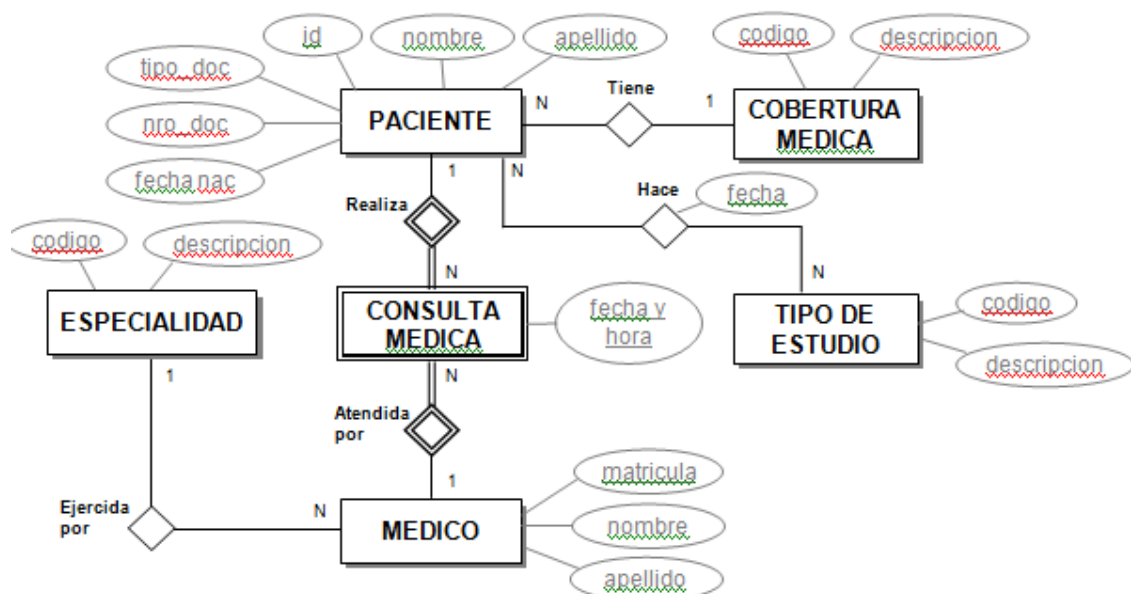 id
nombre
apellido
codigo
descripcion
tipo_doc
PACIENTE
N
Tiene
1
COBERTURA
MEDICA
nro_doc
fecha nac
1
N
Hace
fecha
Realiza
codigo
descripcion
N
N
ESPECIALIDAD
CONSULTA
MEDICA
fecha y
hora
TIPO DE
ESTUDIO
codigo
descripcion
1
N
Atendida
por
matricula
1
Ejercida
por
N
MEDICO
nombre
apellido